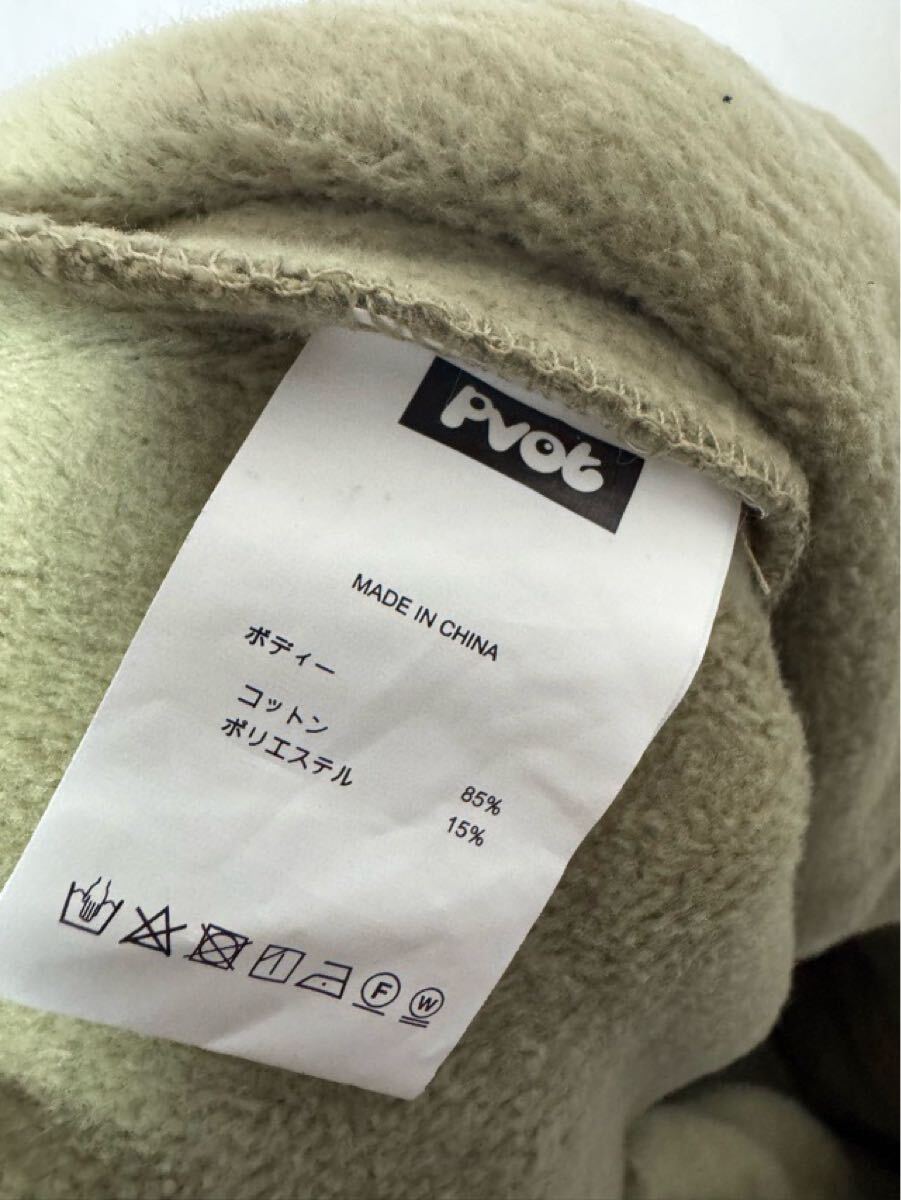 pvot
MADE IN CHINA
ボディー
コットン 85%
ポリエステル 15%
F W